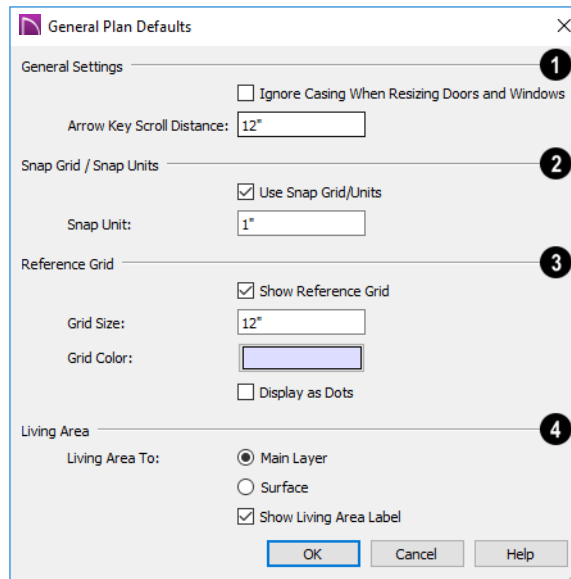 General Plan Defaults
General Settings 1
Ignore Casing When Resizing Doors and Windows
Arrow Key Scroll Distance: 12"
Snap Grid / Snap Units 2
Use Snap Grid/Units
Snap Unit: 1"
Reference Grid 3
Show Reference Grid
Grid Size: 12"
Grid Color:
Display as Dots
Living Area 4
Living Area To: Main Layer
Surface
Show Living Area Label
OK Cancel Help